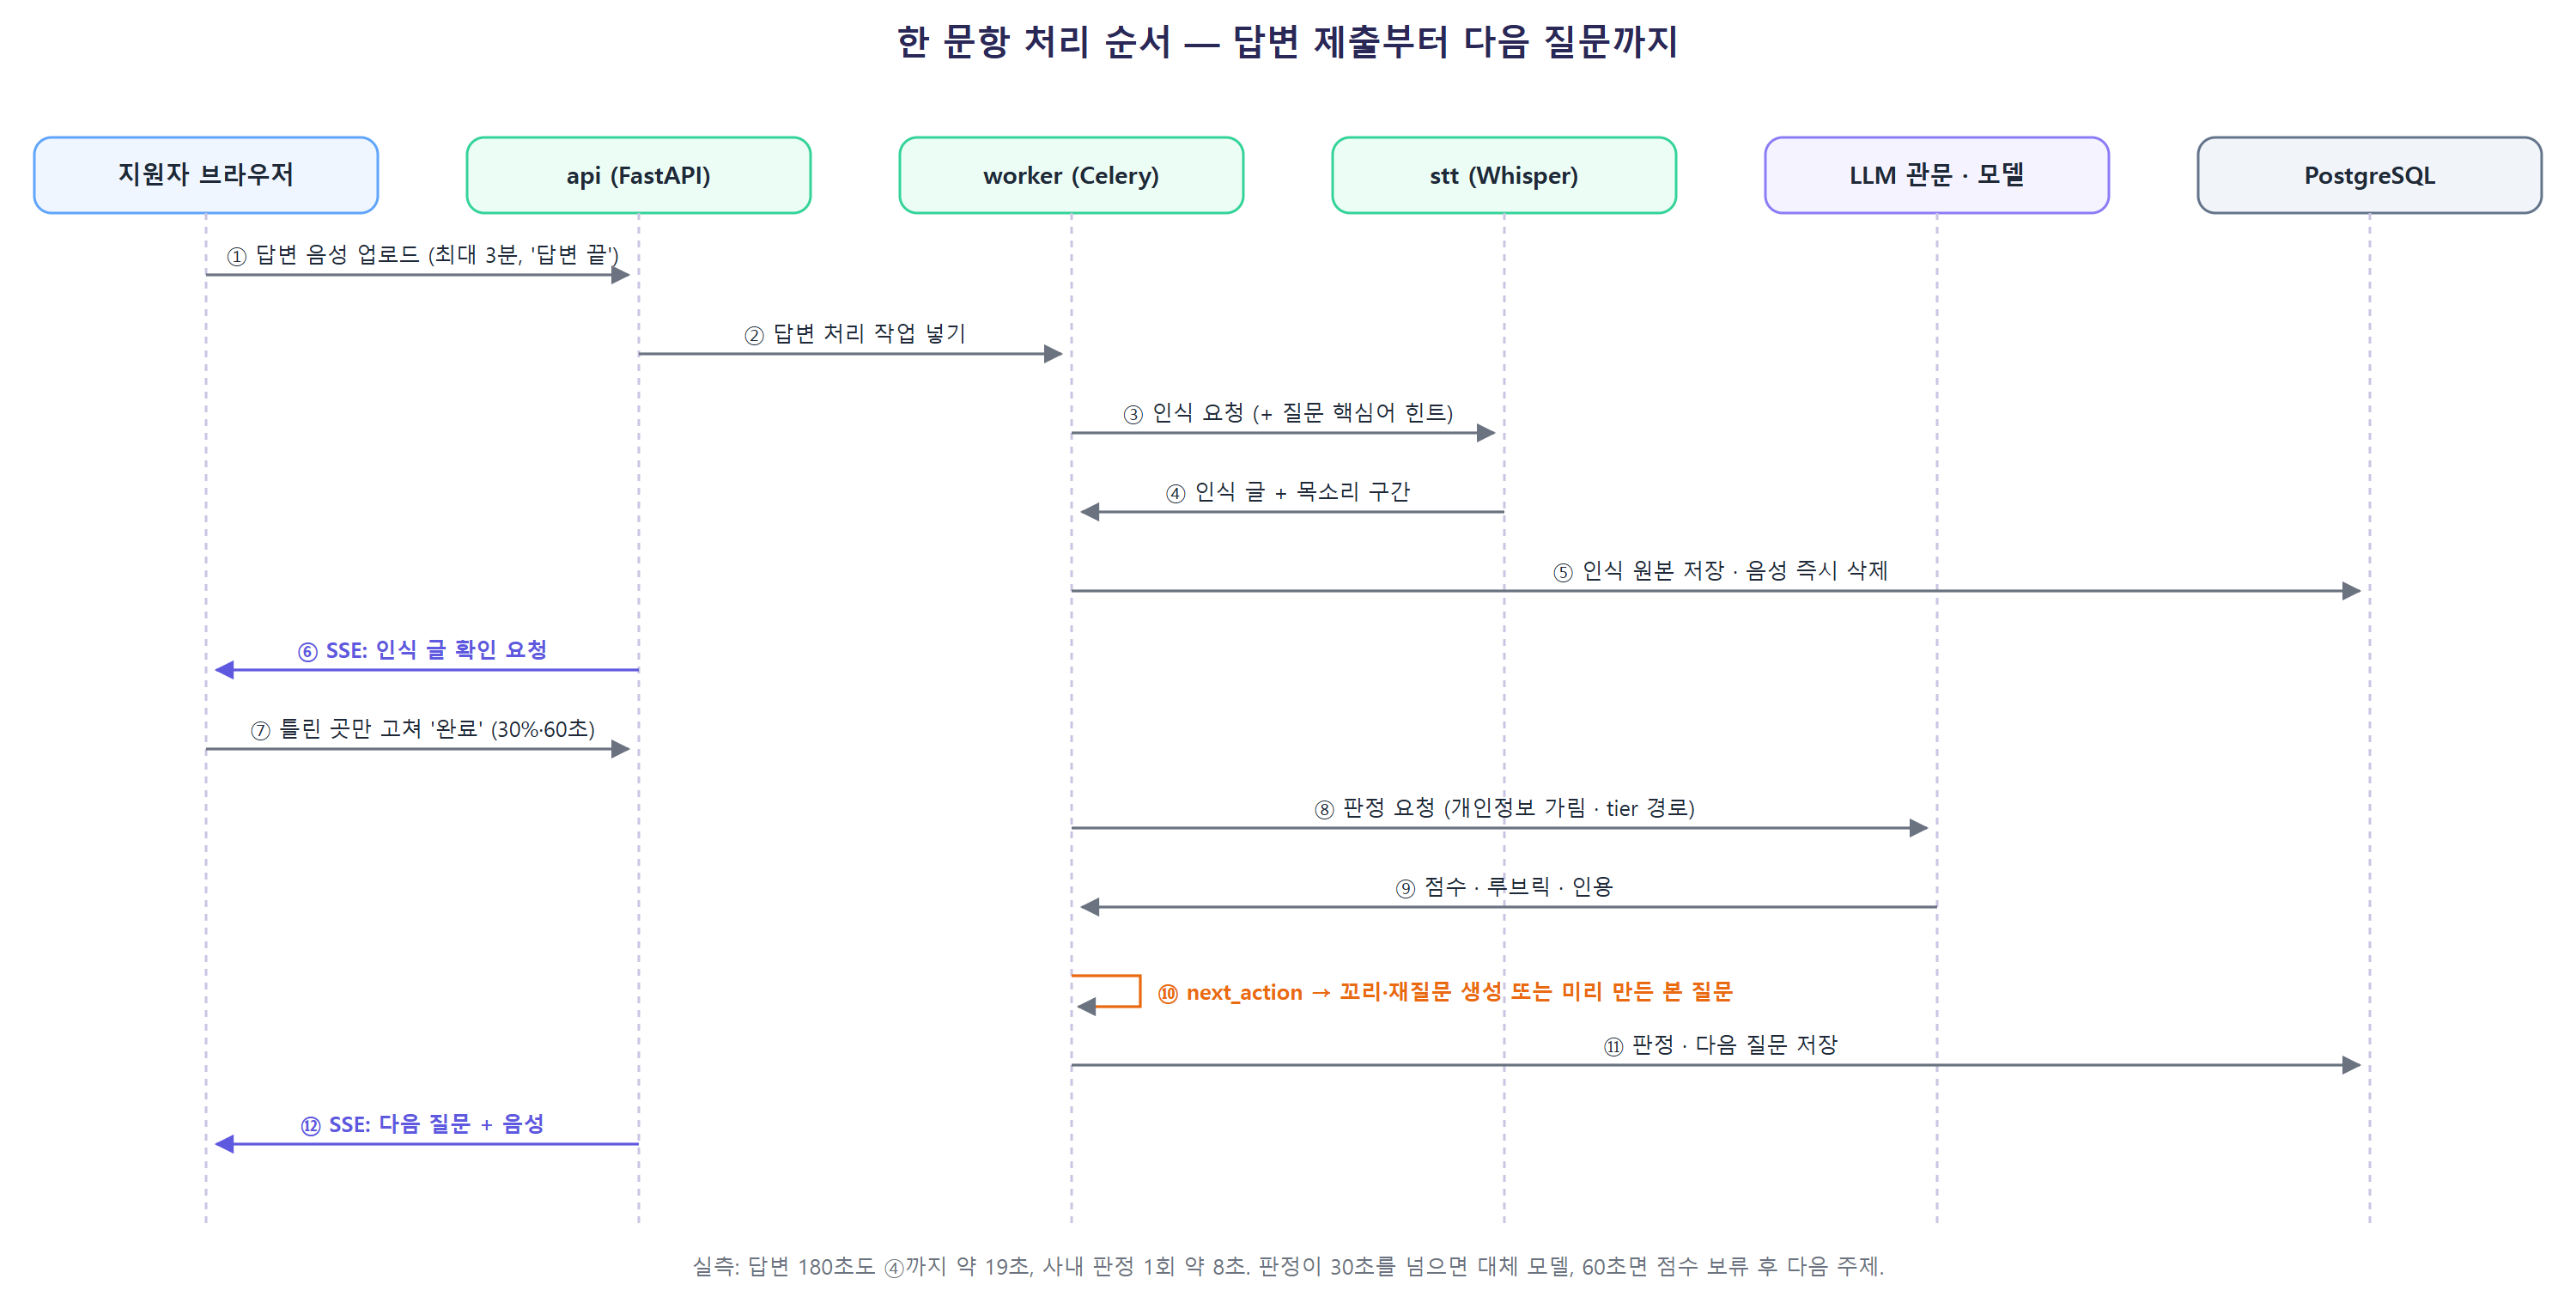 한 문항 처리 순서 — 답변 제출부터 다음 질문까지
지원자 브라우저
api (FastAPI)
worker (Celery)
stt (Whisper)
LLM 관문 · 모델
PostgreSQL
① 답변 음성 업로드 (최대 3분, '답변 끝')
② 답변 처리 작업 넣기
③ 인식 요청 (+ 질문 핵심어 힌트)
④ 인식 글 + 목소리 구간
⑤ 인식 원본 저장 · 음성 즉시 삭제
⑥ SSE: 인식 글 확인 요청
⑦ 틀린 곳만 고쳐 '완료' (30%·60초)
⑧ 판정 요청 (개인정보 가림 · tier 경로)
⑨ 점수 · 루브릭 · 인용
⑩ next_action → 꼬리·재질문 생성 또는 미리 만든 본 질문
⑪ 판정 · 다음 질문 저장
⑫ SSE: 다음 질문 + 음성
실측: 답변 180초도 ④까지 약 19초, 사내 판정 1회 약 8초. 판정이 30초를 넘으면 대체 모델, 60초면 점수 보류 후 다음 주제.